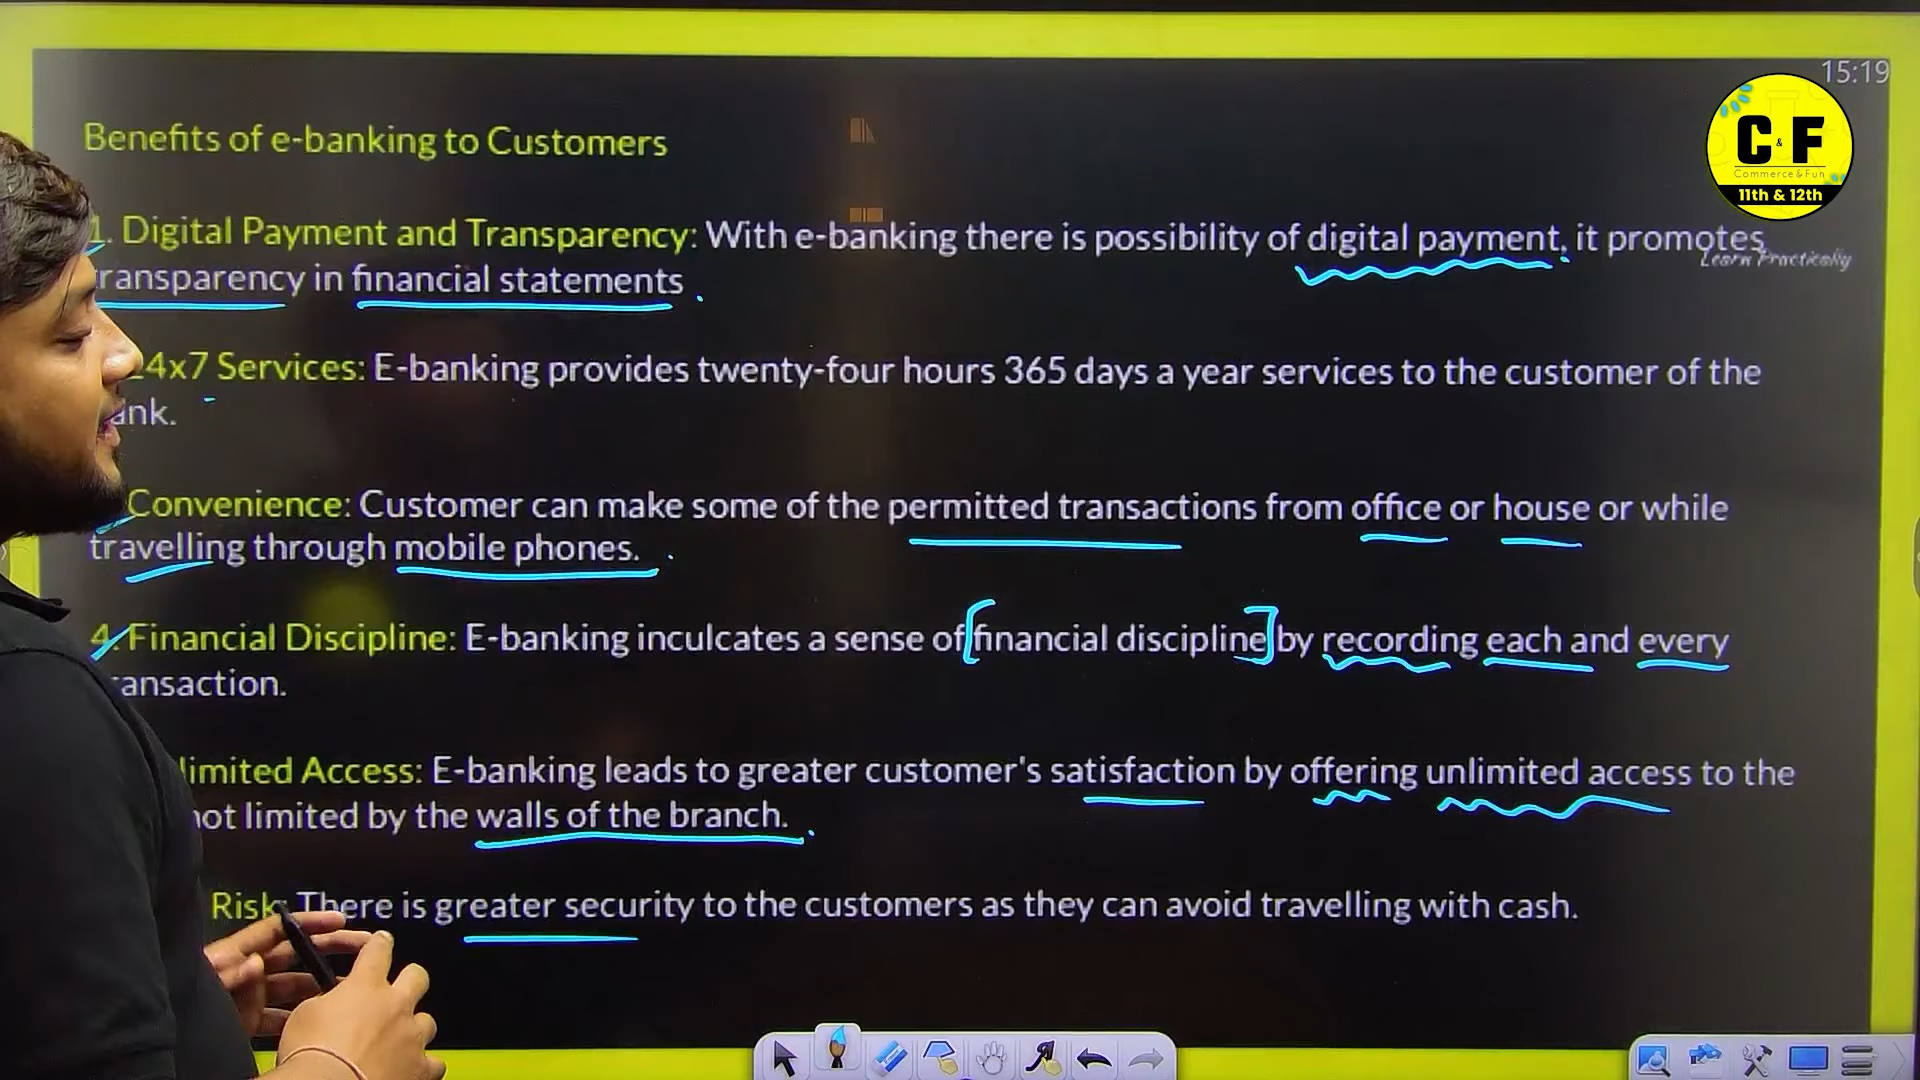 15:19
C & F
Commerce & Fun
11th & 12th
Learn Practically
Benefits of e-banking to Customers
1. Digital Payment and Transparency: With e-banking there is possibility of digital payment, it promotes
transparency in financial statements
24x7 Services: E-banking provides twenty-four hours 365 days a year services to the customer of the
ank.
Convenience: Customer can make some of the permitted transactions from office or house or while
travelling through mobile phones.
4. Financial Discipline: E-banking inculcates a sense of [financial discipline] by recording each and every
ransaction.
limited Access: E-banking leads to greater customer's satisfaction by offering unlimited access to the
not limited by the walls of the branch.
Risk: There is greater security to the customers as they can avoid travelling with cash.